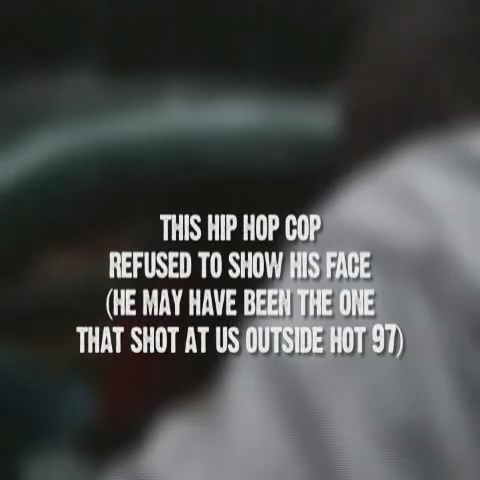 THIS HIP HOP COP
REFUSED TO SHOW HIS FACE
(HE MAY HAVE BEEN THE ONE
THAT SHOT AT US OUTSIDE HOT 97)